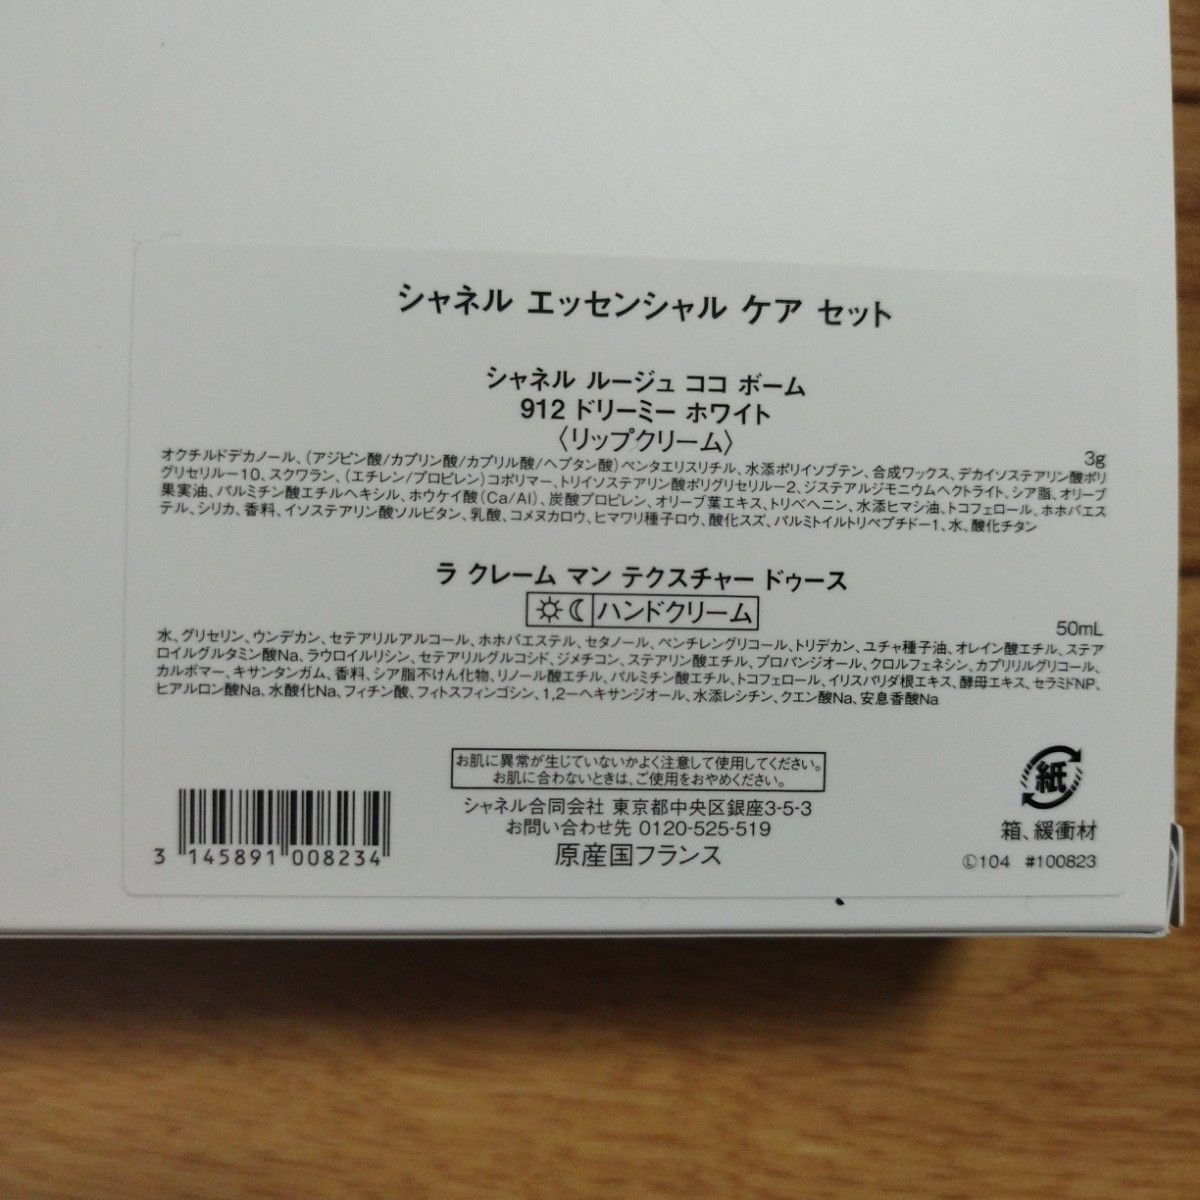 シャネル エッセンシャル ケア セット
シャネル ルージュ ココ ボーム
912 ドリーミー ホワイト
〈リップクリーム〉
3g
オクチルドデカノール、(アジピン酸/カプリン酸/カプリル酸/ヘプタン酸)ペンタエリスリチル、水添ポリイソブテン、合成ワックス、デカイソステアリン酸ポリ
グリセリルー10、スクワラン、(エチレン/プロピレン)コポリマー、トリイソステアリン酸ポリグリセリルー2、ジステアルジモニウムヘクトライト、シア脂、オリーブ
果実油、パルミチン酸エチルヘキシル、ホウケイ酸(Ca/Al)、炭酸プロピレン、オリーブ葉エキス、トリベヘニン、水添ヒマシ油、トコフェロール、ホホバエス
テル、シリカ、香料、イソステアリン酸ソルビタン、乳酸、コメヌカロウ、ヒマワリ種子ロウ、酸化スズ、パルミトイルトリペプチドー1、水、酸化チタン
ラ クレーム マン テクスチャー ドゥース
ハンドクリーム
50mL
水、グリセリン、ウンデカン、セテアリルアルコール、ホホバエステル、セタノール、ペンチレングリコール、トリデカン、ユチャ種子油、オレイン酸エチル、ステア
ロイルグルタミン酸Na、ラウロイルリシン、セテアリルグルコシド、ジメチコン、ステアリン酸エチル、プロパンジオール、クロルフェネシン、カプリリルグリコール、
カルボマー、キサンタンガム、香料、シア脂不けん化物、リノール酸エチル、パルミチン酸エチル、トコフェロール、イリスパリダ根エキス、酵母エキス、セラミドNP、
ヒアルロン酸Na、水酸化Na、フィチン酸、フィトスフィンゴシン、1,2ーヘキサンジオール、水添レシチン、クエン酸Na、安息香酸Na
お肌に異常が生じていないかよく注意して使用してください。
お肌に合わないときは、ご使用をおやめください。
シャネル合同会社 東京都中央区銀座3-5-3
お問い合わせ先 0120-525-519
原産国フランス
3 145891 008234
紙
箱、緩衝材
Ⓛ104 #100823